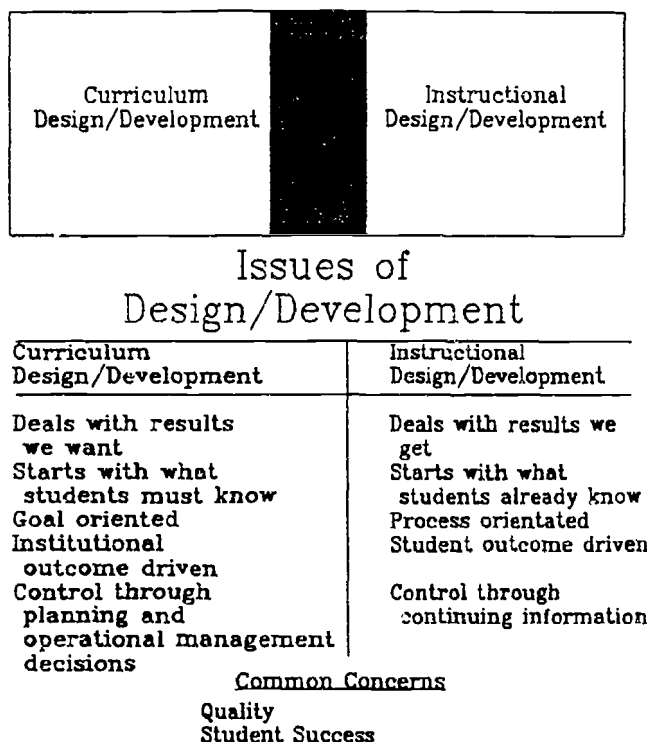 Curriculum
Design/Development
Instructional
Design/Development
Issues of
Design/Development
Curriculum
Design/Development
Instructional
Design/Development
Deals with results
we want
Starts with what
students must know
Goal oriented
Institutional
outcome driven
Control through
planning and
operational management
decisions
Deals with results we
get
Starts with what
students already know
Process orientated
Student outcome driven
Control through
continuing information
Common Concerns
Quality
Student Success